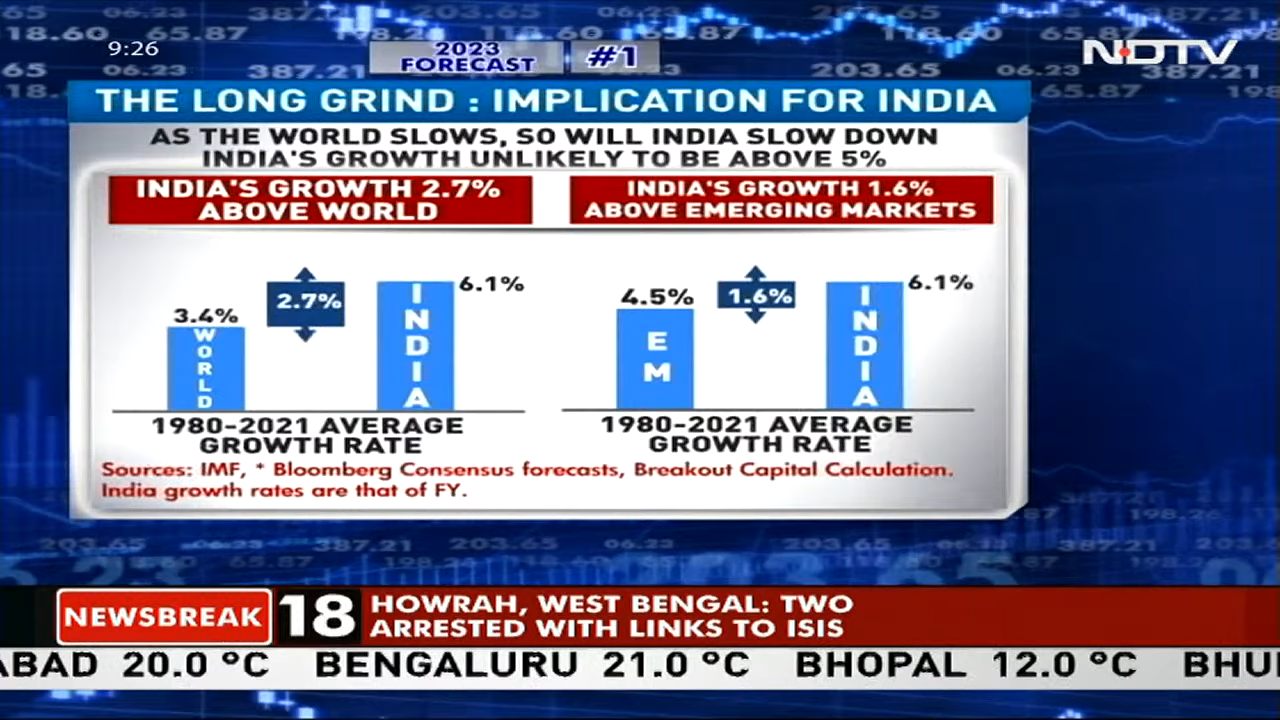 9:26
2023
FORECAST
#1
NDTV
THE LONG GRIND : IMPLICATION FOR INDIA
AS THE WORLD SLOWS, SO WILL INDIA SLOW DOWN
INDIA'S GROWTH UNLIKELY TO BE ABOVE 5%
INDIA'S GROWTH 2.7%
ABOVE WORLD
3.4%
WORLD
2.7%
INDIA
6.1%
1980-2021 AVERAGE
GROWTH RATE
INDIA'S GROWTH 1.6%
ABOVE EMERGING MARKETS
4.5%
EM
1.6%
INDIA
6.1%
1980-2021 AVERAGE
GROWTH RATE
Sources: IMF, * Bloomberg Consensus forecasts, Breakout Capital Calculation.
India growth rates are that of FY.
NEWSBREAK
18
HOWRAH, WEST BENGAL: TWO
ARRESTED WITH LINKS TO ISIS
ABAD 20.0 °C BENGALURU 21.0 °C BHOPAL 12.0 °C BHU